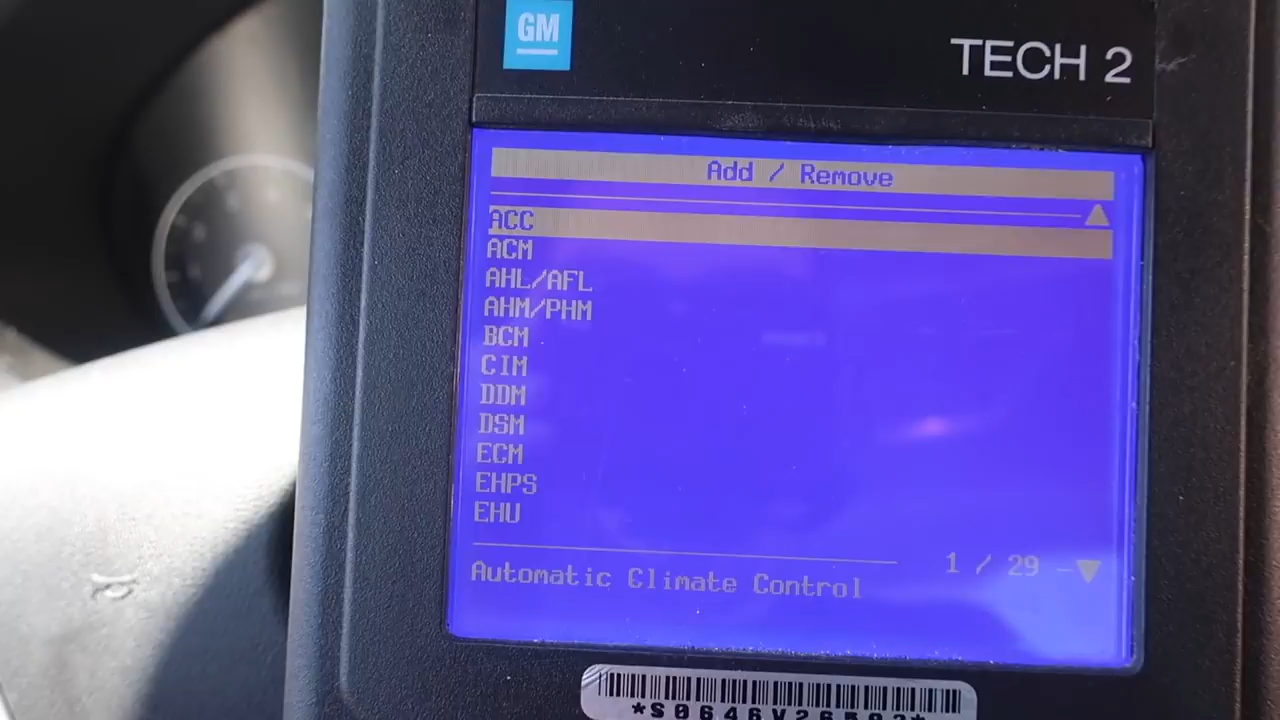 GM
TECH 2
Add / Remove
ACC
ACM
AHL/AFL
AHM/PHM
BCM
CIM
DDM
DSM
ECM
EHPS
EHU
1 / 29
Automatic Climate Control